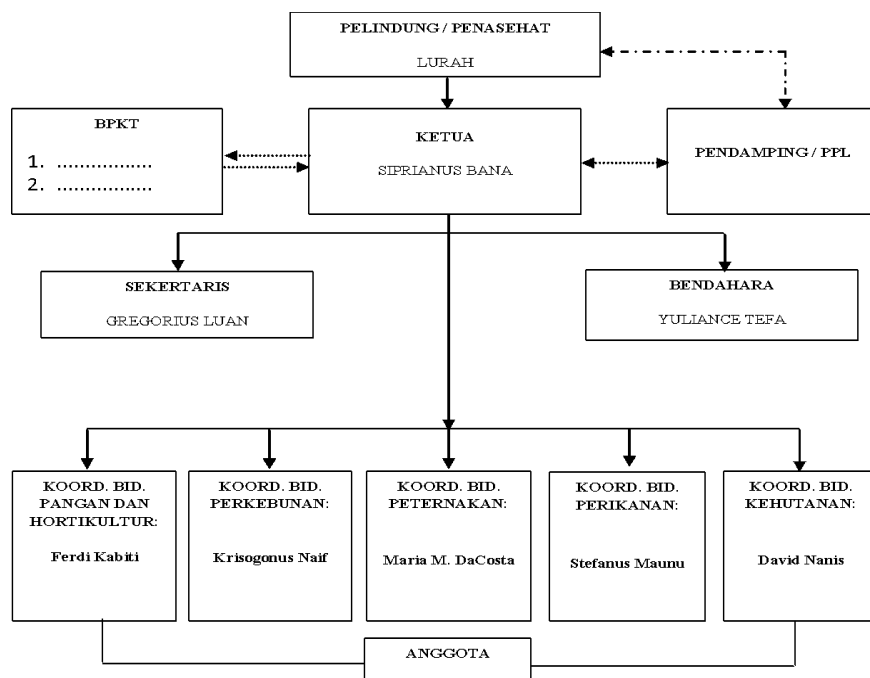 PELINDUNG / PENASEHAT
LURAH
BPKT
1. ................
2. ................
KETUA
SIPRIANUS BANA
PENDAMPING / PPL
SEKERTARIS
GREGORIUS LUAN
BENDAHARA
YULIANCE TEFA
KOORD. BID.
PANGAN DAN
HORTIKULTUR:
Ferdi Kabiti
KOORD. BID.
PERKEBUNAN:
Krisogonus Naif
KOORD. BID.
PETERNAKAN:
Maria M. DaCosta
KOORD. BID.
PERIKANAN:
Stefanus Maunu
KOORD. BID.
KEHUTANAN:
David Nanis
ANGGOTA